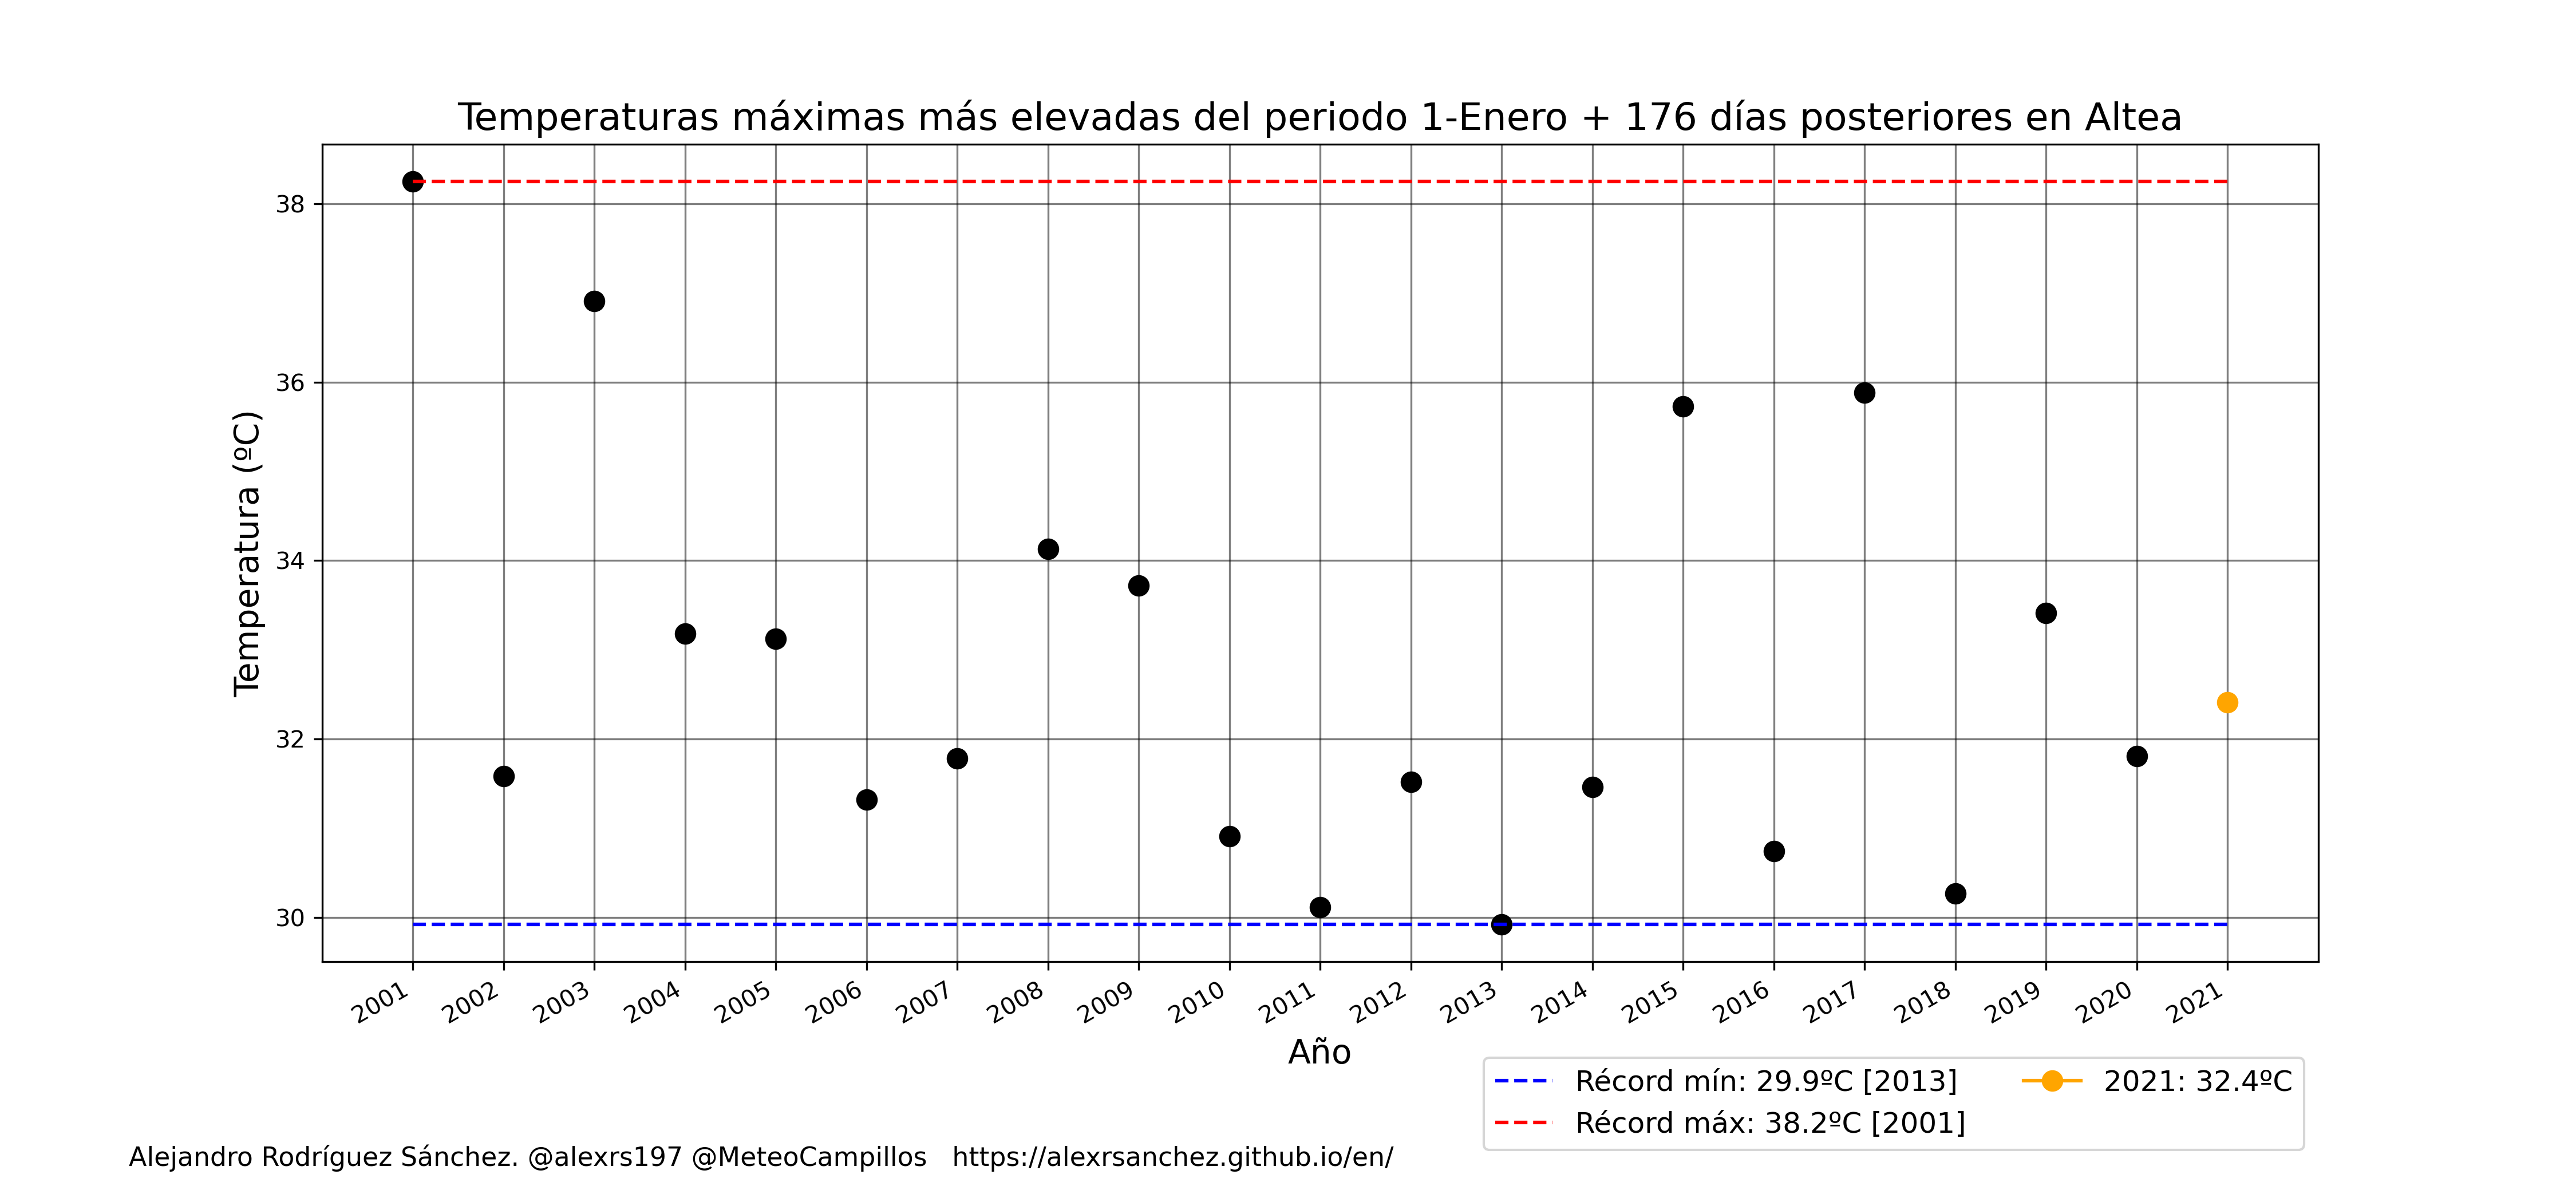 Temperaturas máximas más elevadas del periodo 1-Enero + 176 días posteriores en Altea
Temperatura (ºC)
38
36
34
32
30
2001 2002 2003 2004 2005 2006 2007 2008 2009 2010 2011 2012 2013 2014 2015 2016 2017 2018 2019 2020 2021
Año
Récord mín: 29.9ºC [2013]
Récord máx: 38.2ºC [2001]
2021: 32.4ºC
Alejandro Rodríguez Sánchez. @alexrs197 @MeteoCampillos https://alexrsanchez.github.io/en/